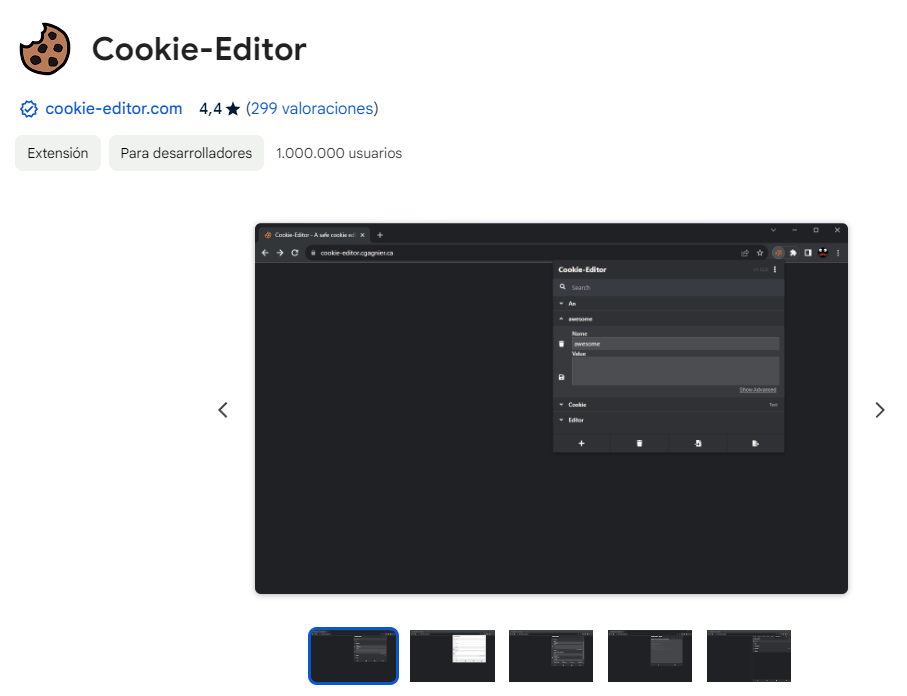 Cookie-Editor
cookie-editor.com 4,4 ★ (299 valoraciones)
Extensión Para desarrolladores 1.000.000 usuarios
Cookie-Editor - A safe cookie edi
cookie-editor.cgagnier.ca
Cookie-Editor
Search
An
awesome
Name
awesome
Value
Show Advanced
Cookie Test
Editor